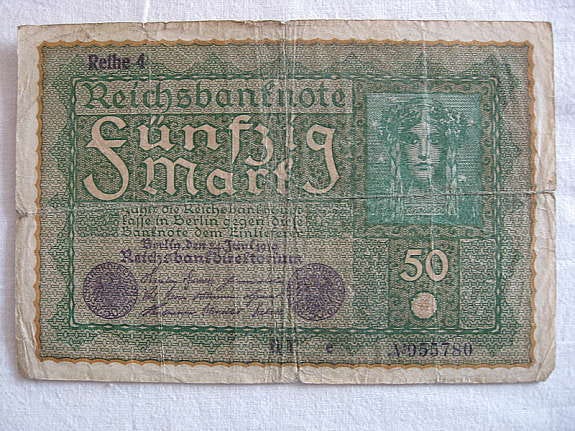 Reihe 4
Reichsbanknote
Fünfzig
Mark
zahlt die Reichsbankhaupt
kasse in Berlin gegen diese
Banknote dem Einlieferer
Berlin, den 24. Juni 1919
Reichsbankdirektorium
50
055780